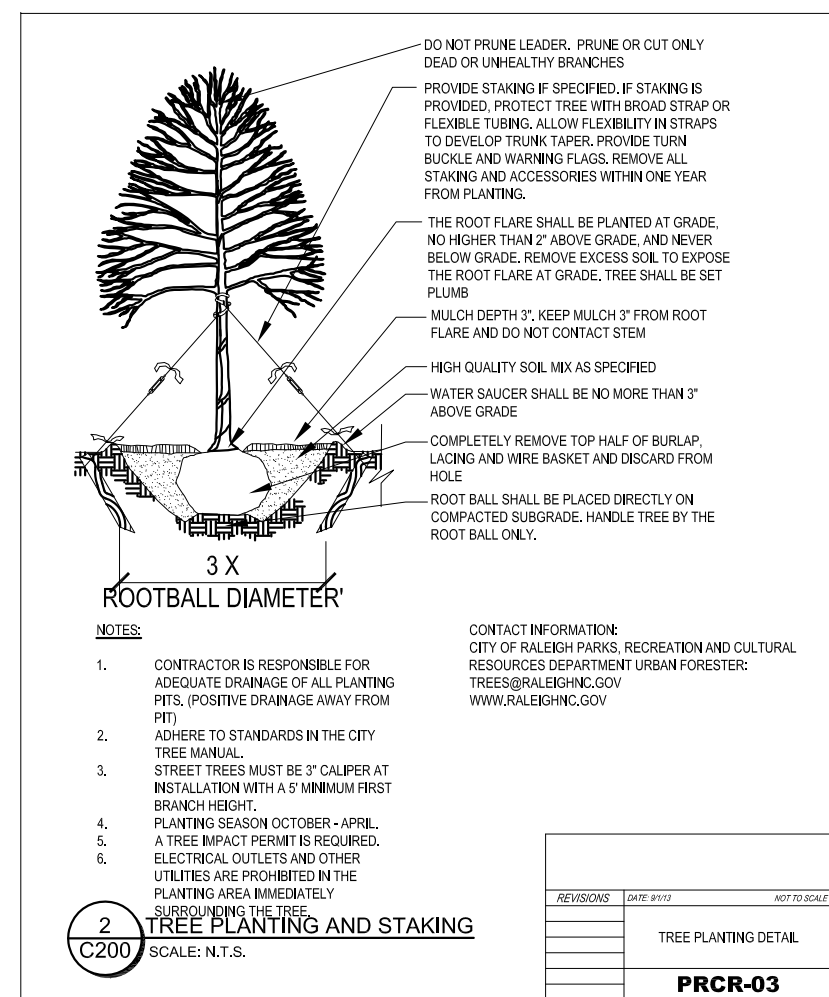 DO NOT PRUNE LEADER. PRUNE OR CUT ONLY
DEAD OR UNHEALTHY BRANCHES
PROVIDE STAKING IF SPECIFIED. IF STAKING IS
PROVIDED, PROTECT TREE WITH BROAD STRAP OR
FLEXIBLE TUBING. ALLOW FLEXIBILITY IN STRAPS
TO DEVELOP TRUNK TAPER. PROVIDE TURN
BUCKLE AND WARNING FLAGS. REMOVE ALL
STAKING AND ACCESSORIES WITHIN ONE YEAR
FROM PLANTING.
THE ROOT FLARE SHALL BE PLANTED AT GRADE,
NO HIGHER THAN 2" ABOVE GRADE, AND NEVER
BELOW GRADE. REMOVE EXCESS SOIL TO EXPOSE
THE ROOT FLARE AT GRADE. TREE SHALL BE SET
PLUMB
MULCH DEPTH 3". KEEP MULCH 3" FROM ROOT
FLARE AND DO NOT CONTACT STEM
HIGH QUALITY SOIL MIX AS SPECIFIED
WATER SAUCER SHALL BE NO MORE THAN 3"
ABOVE GRADE
COMPLETELY REMOVE TOP HALF OF BURLAP,
LACING AND WIRE BASKET AND DISCARD FROM
HOLE
ROOT BALL SHALL BE PLACED DIRECTLY ON
COMPACTED SUBGRADE. HANDLE TREE BY THE
ROOT BALL ONLY.
3 X
ROOTBALL DIAMETER'
NOTES:
1. CONTRACTOR IS RESPONSIBLE FOR
ADEQUATE DRAINAGE OF ALL PLANTING
PITS. (POSITIVE DRAINAGE AWAY FROM
PIT)
2. ADHERE TO STANDARDS IN THE CITY
TREE MANUAL.
3. STREET TREES MUST BE 3" CALIPER AT
INSTALLATION WITH A 5' MINIMUM FIRST
BRANCH HEIGHT.
4. PLANTING SEASON OCTOBER - APRIL.
5. A TREE IMPACT PERMIT IS REQUIRED.
6. ELECTRICAL OUTLETS AND OTHER
UTILITIES ARE PROHIBITED IN THE
PLANTING AREA IMMEDIATELY
SURROUNDING THE TREE.
CONTACT INFORMATION:
CITY OF RALEIGH PARKS, RECREATION AND CULTURAL
RESOURCES DEPARTMENT URBAN FORESTER:
TREES@RALEIGHNC.GOV
WWW.RALEIGHNC.GOV
2
C200
TREE PLANTING AND STAKING
SCALE: N.T.S.
REVISIONS DATE: 9/1/13 NOT TO SCALE
TREE PLANTING DETAIL
PRCR-03